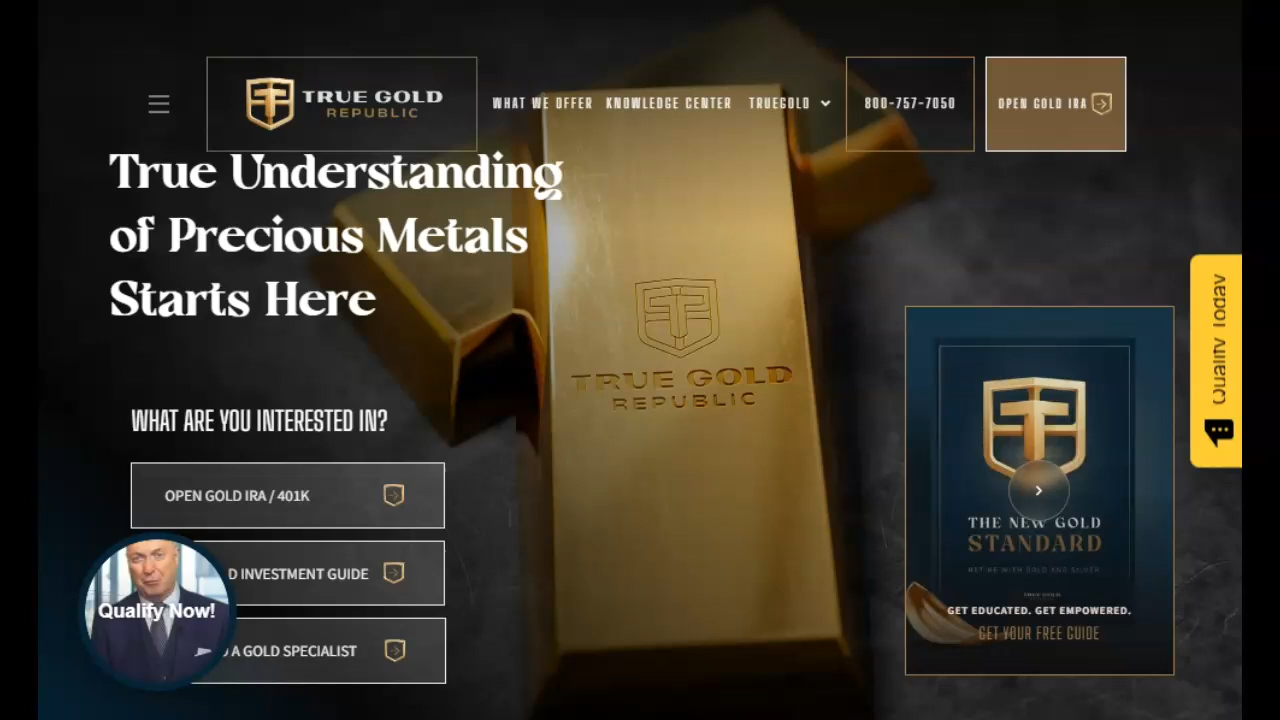 TRUE GOLD
REPUBLIC
WHAT WE OFFER
KNOWLEDGE CENTER
TRUEGOLD
800-757-7050
OPEN GOLD IRA
True Understanding
of Precious Metals
Starts Here
TRUE GOLD
REPUBLIC
WHAT ARE YOU INTERESTED IN?
OPEN GOLD IRA / 401K
D INVESTMENT GUIDE
A GOLD SPECIALIST
Qualify Now!
Qualify Today
THE NEW GOLD
STANDARD
GET EDUCATED. GET EMPOWERED.
GET YOUR FREE GUIDE